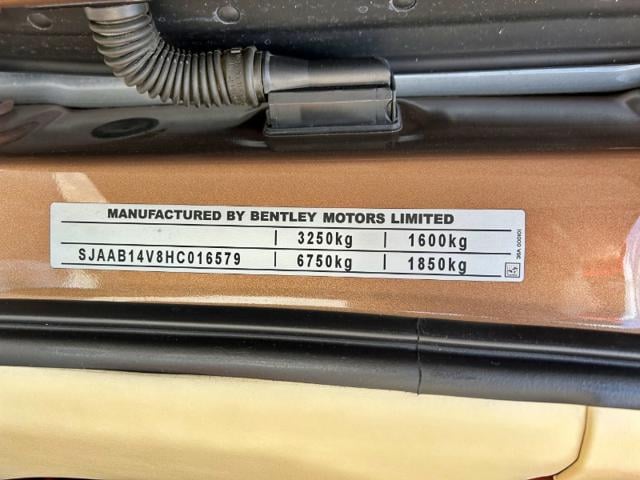 MANUFACTURED BY BENTLEY MOTORS LIMITED
3250kg 1600kg
SJAAB14V8HC016579 6750kg 1850kg